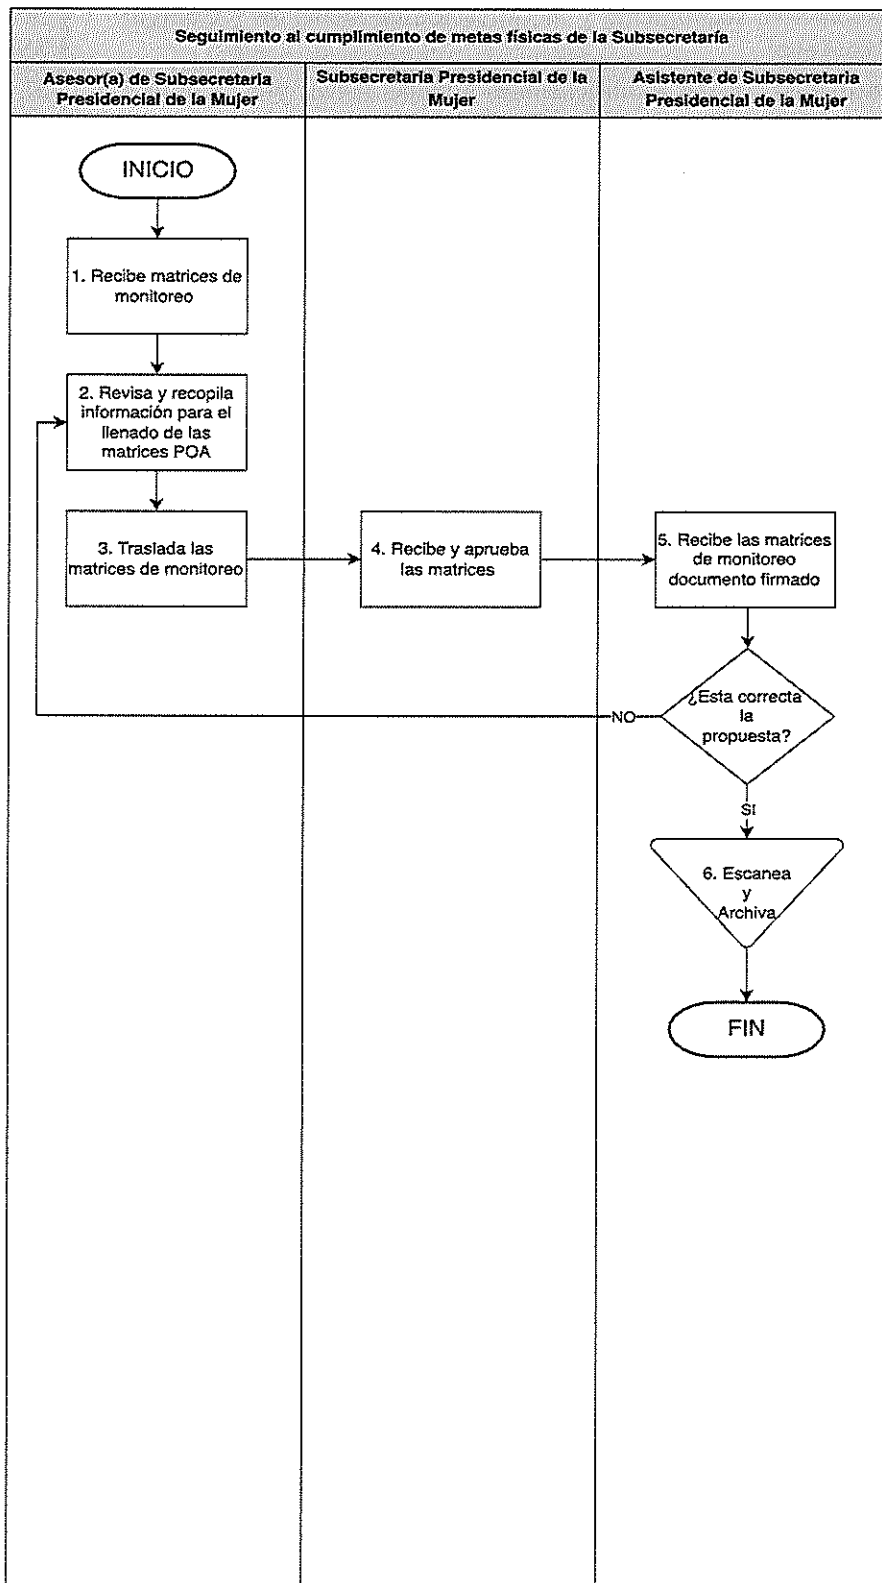 Seguimiento al cumplimiento de metas físicas de la Subsecretaría
Asesor(a) de Subsecretaria
Presidencial de la Mujer
Subsecretaria Presidencial de la
Mujer
Asistente de Subsecretaria
Presidencial de la Mujer
INICIO
1. Recibe matrices de
monitoreo
2. Revisa y recopila
información para el
llenado de las
matrices POA
3. Traslada las
matrices de monitoreo
4. Recibe y aprueba
las matrices
5. Recibe las matrices
de monitoreo
documento firmado
¿Esta correcta
la
propuesta?
NO
SI
6. Escanea
y
Archiva
FIN